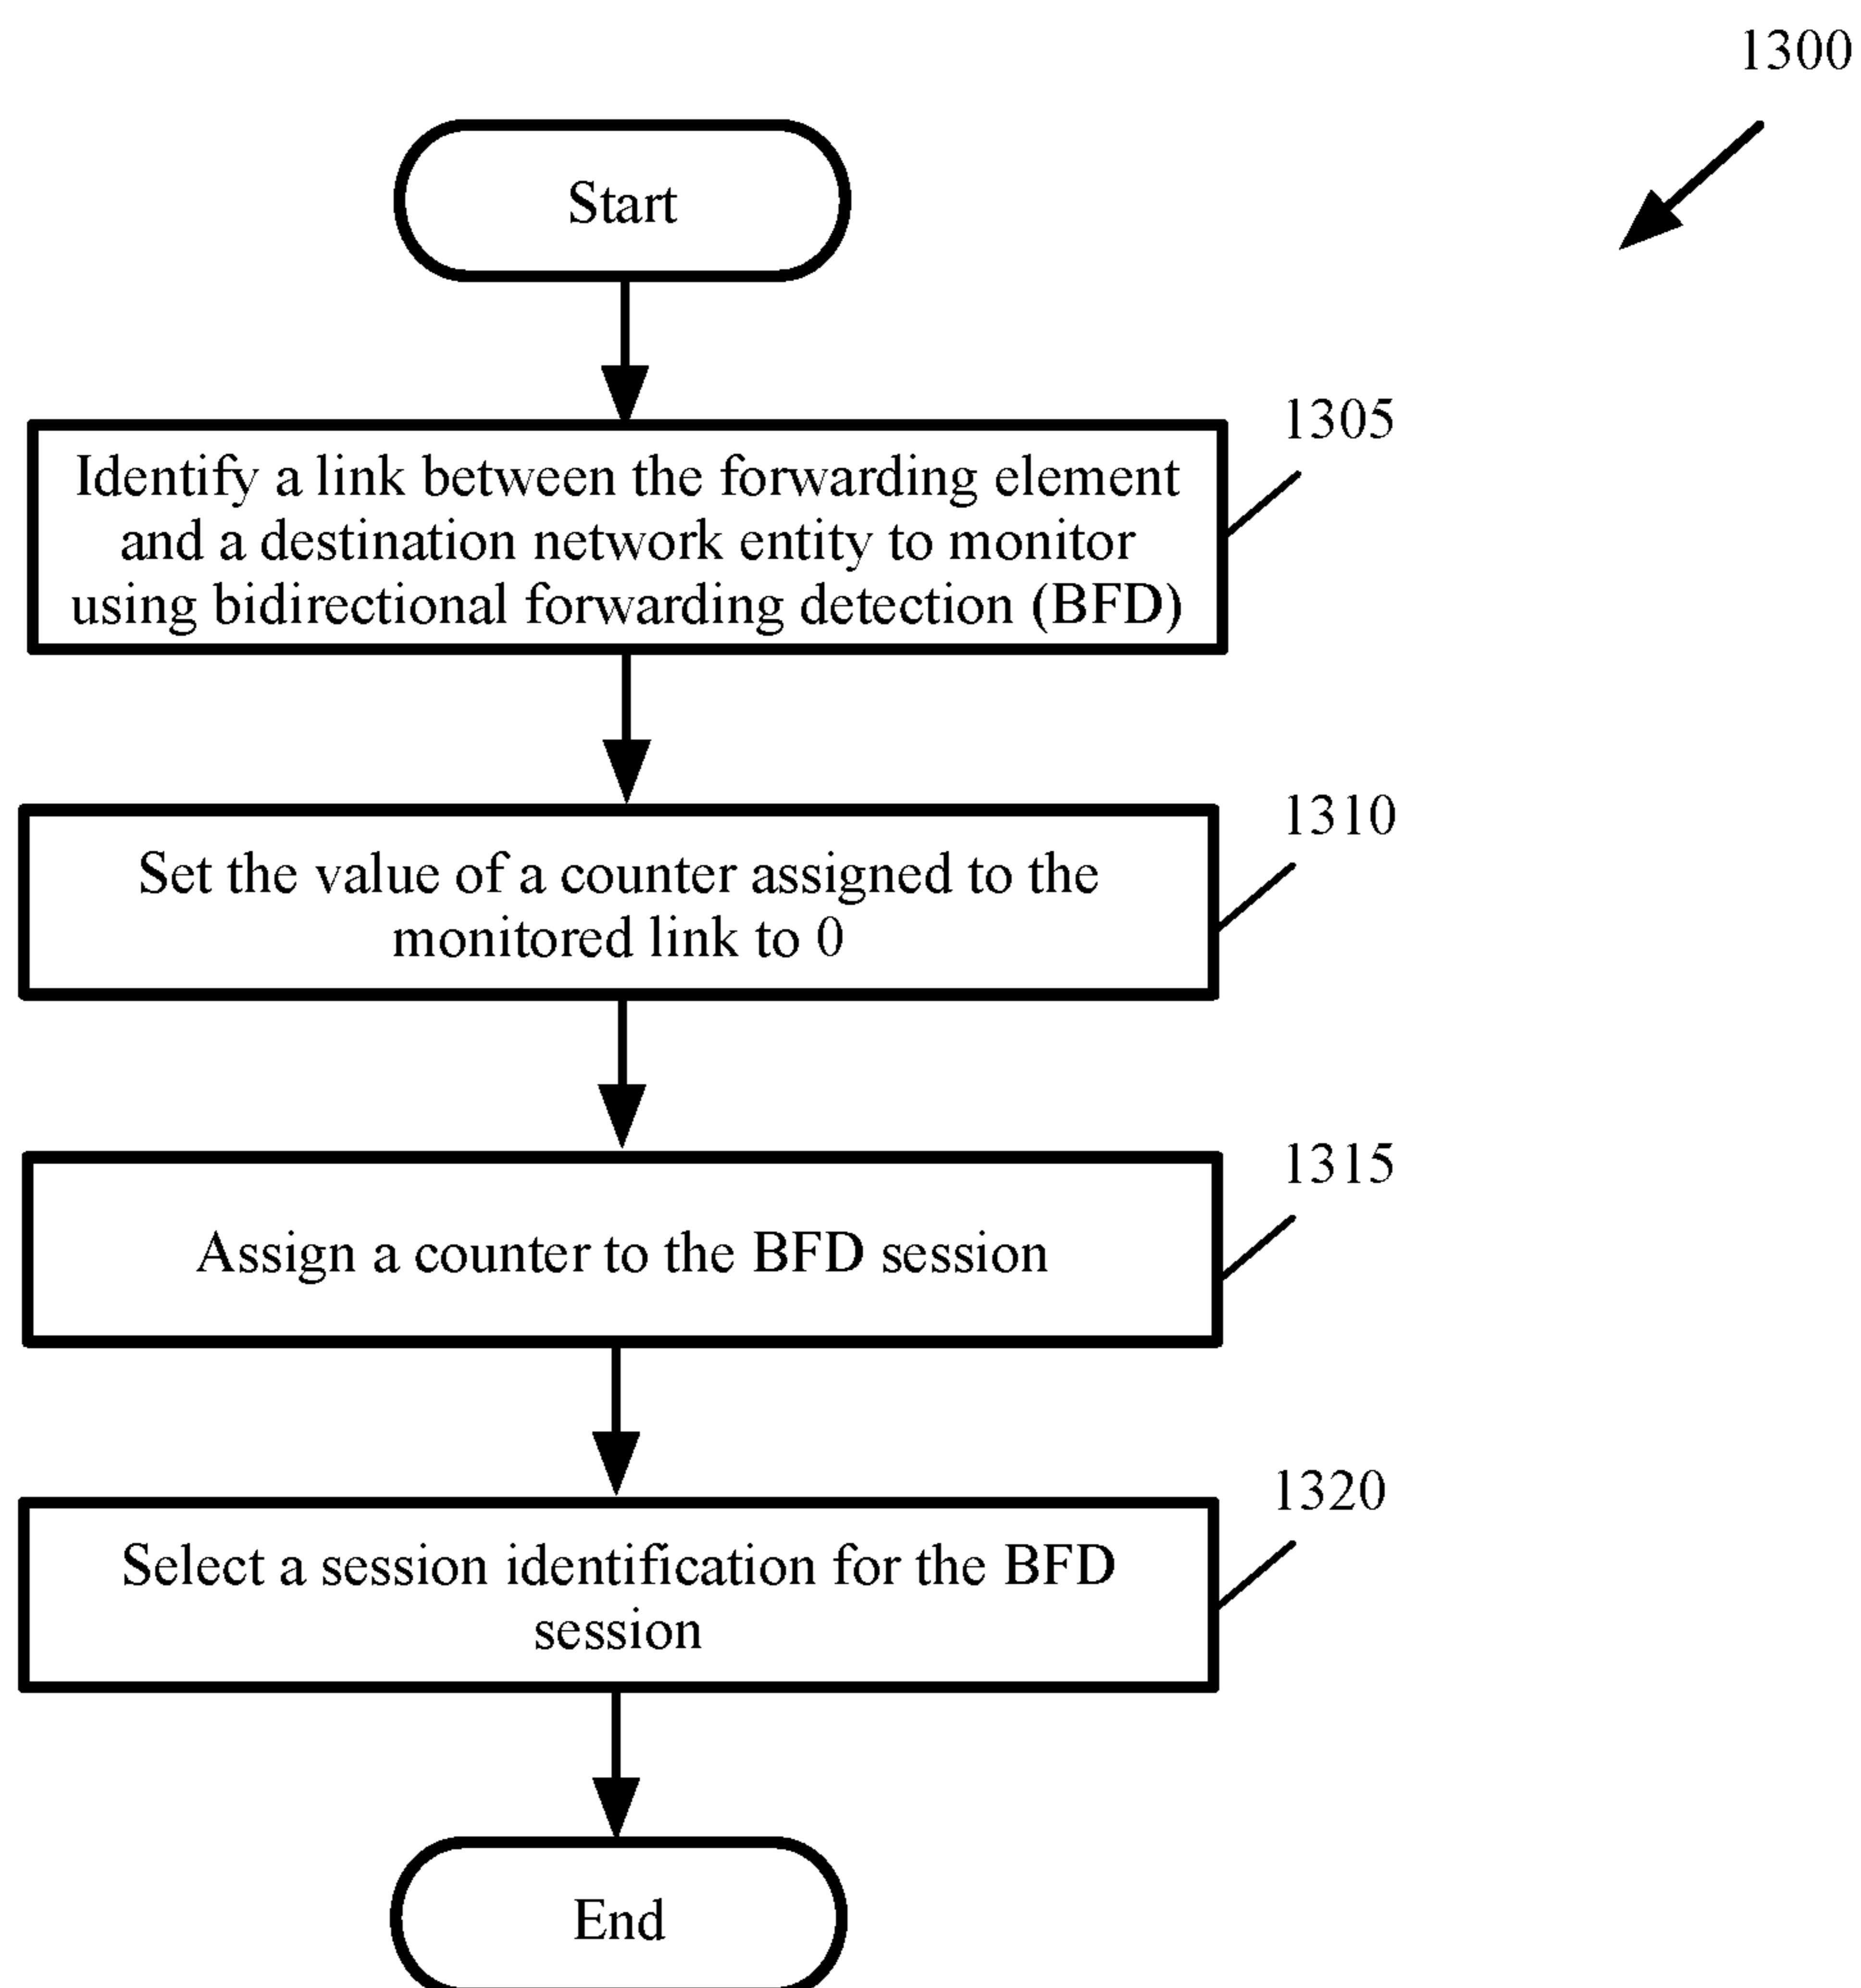 1300
Start
1305
Identify a link between the forwarding element
and a destination network entity to monitor
using bidirectional forwarding detection (BFD)
1310
Set the value of a counter assigned to the
monitored link to 0
1315
Assign a counter to the BFD session
1320
Select a session identification for the BFD
session
End